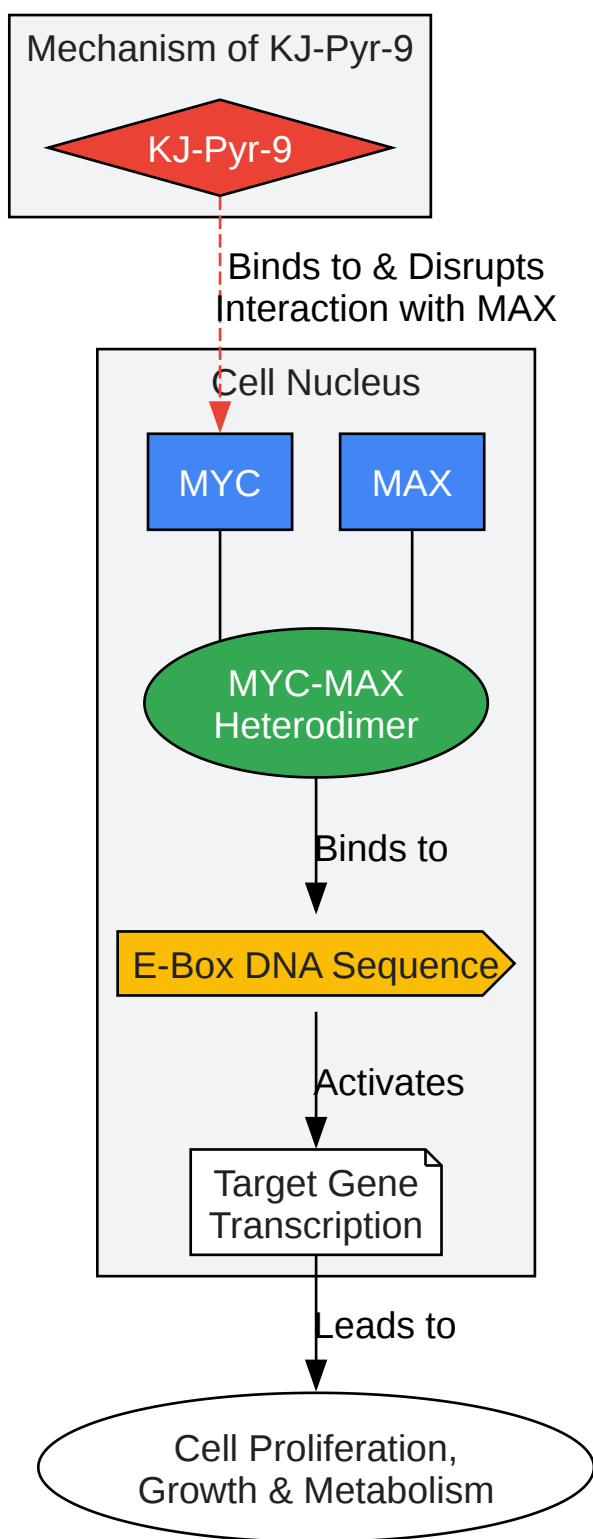 Mechanism of KJ-Pyr-9
KJ-Pyr-9
Binds to & Disrupts
Interaction with MAX
Cell Nucleus
MYC
MAX
MYC-MAX
Heterodimer
Binds to
E-Box DNA Sequence
Activates
Target Gene
Transcription
Leads to
Cell Proliferation,
Growth & Metabolism